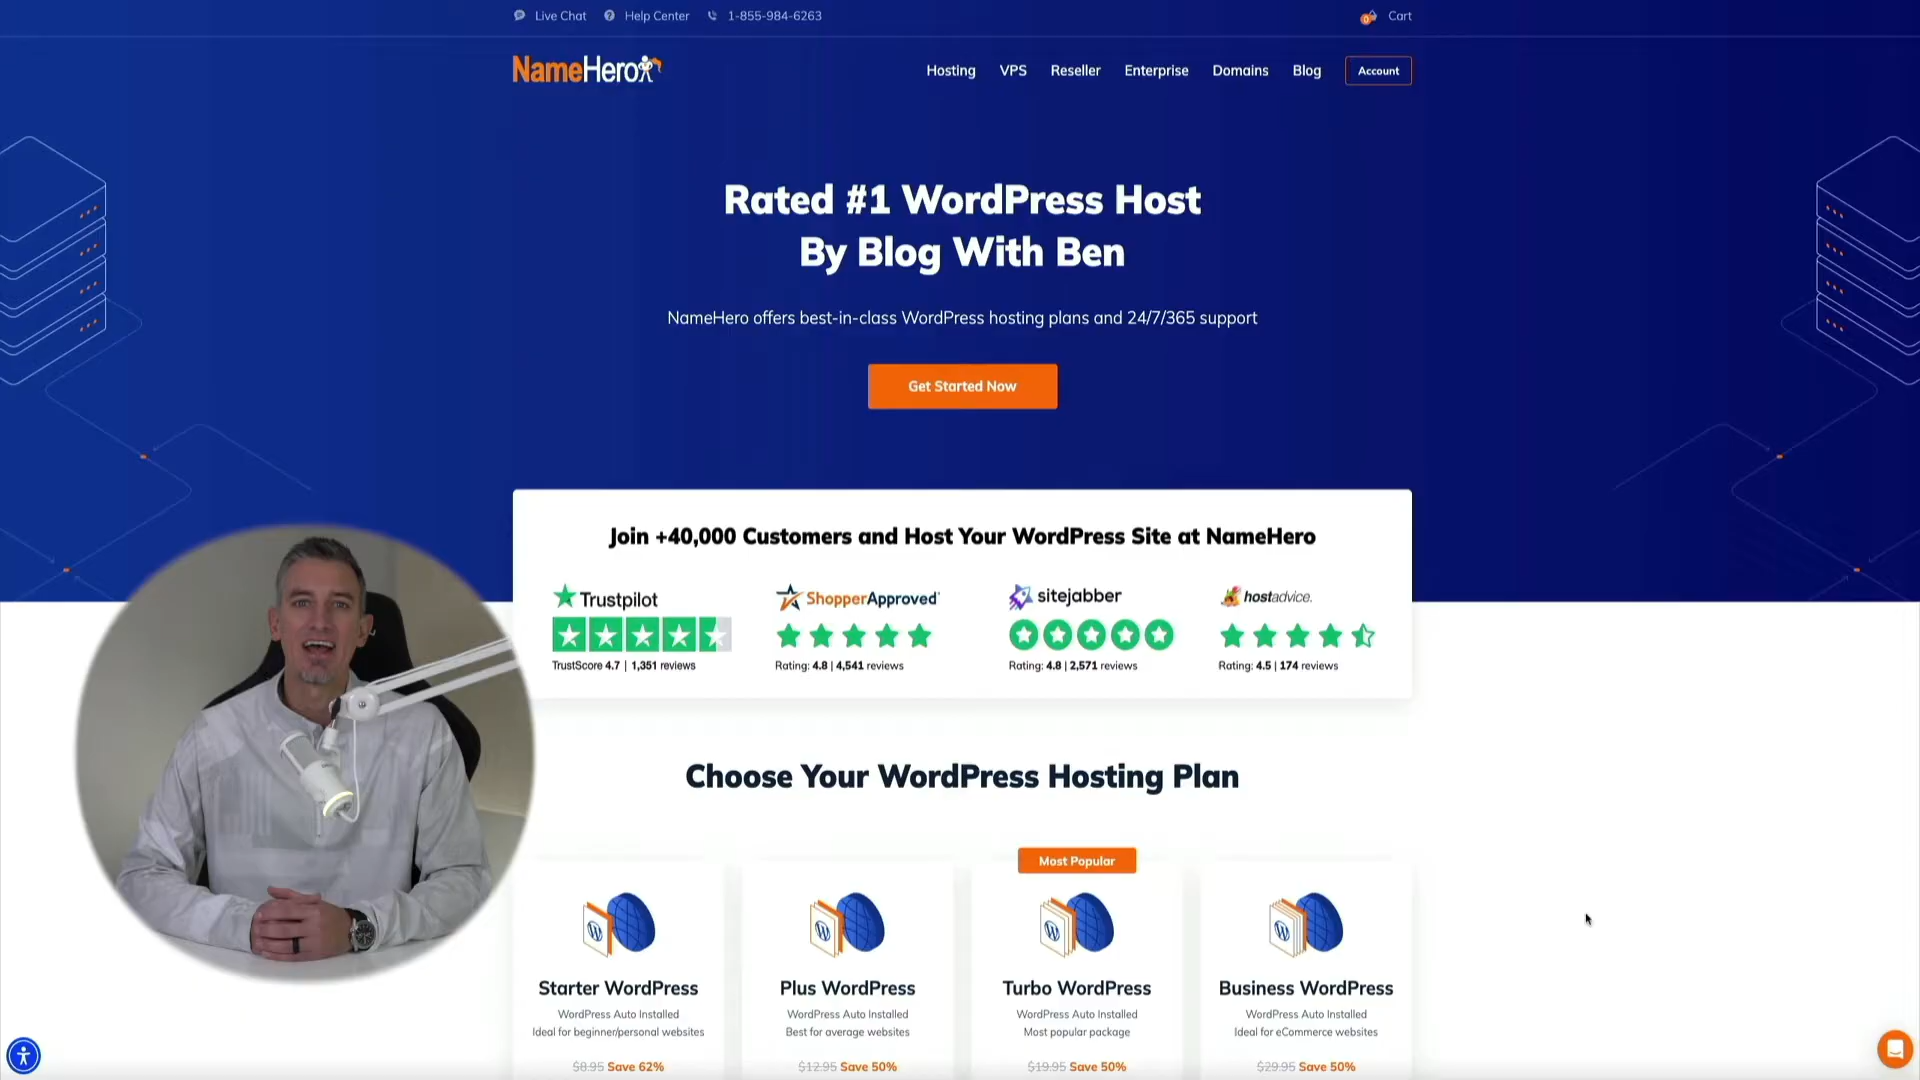 Live Chat
Help Center
1-855-984-6263
0
Cart
NameHero
Hosting
VPS
Reseller
Enterprise
Domains
Blog
Account
Rated #1 WordPress Host
By Blog With Ben
NameHero offers best-in-class WordPress hosting plans and 24/7/365 support
Get Started Now
Join +40,000 Customers and Host Your WordPress Site at NameHero
Trustpilot
TrustScore 4.7 | 1,351 reviews
ShopperApproved
Rating: 4.8 | 4,541 reviews
sitejabber
Rating: 4.8 | 2,571 reviews
hostadvice.
Rating: 4.5 | 174 reviews
Choose Your WordPress Hosting Plan
Starter WordPress
WordPress Auto Installed
Ideal for beginner/personal websites
$8.95 Save 62%
Plus WordPress
WordPress Auto Installed
Best for average websites
$12.95 Save 50%
Most Popular
Turbo WordPress
WordPress Auto Installed
Most popular package
$19.95 Save 50%
Business WordPress
WordPress Auto Installed
Ideal for eCommerce websites
$29.95 Save 50%